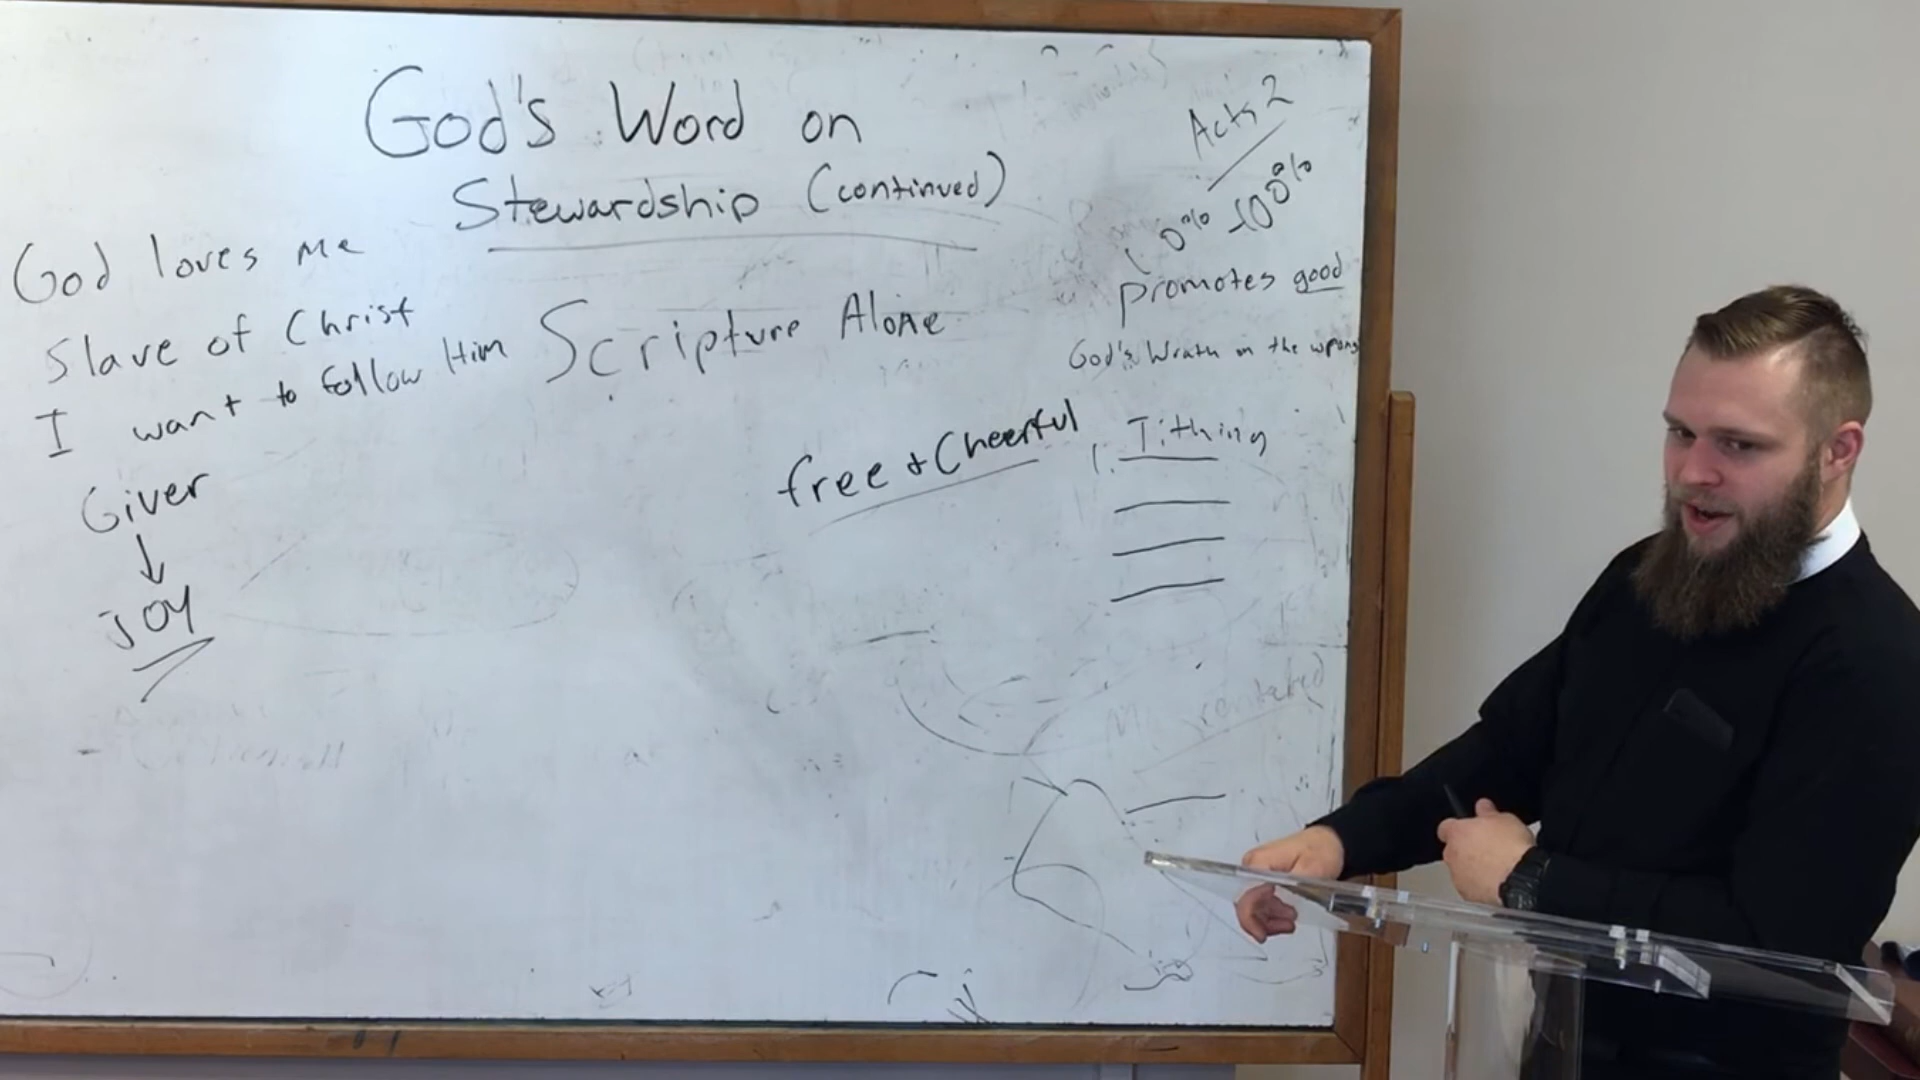 God's Word on
Stewardship (continued)
God loves me
Slave of Christ
I want to follow Him
Giver
JOY
Scripture Alone
free & Cheerful
Acts 2
0% 100%
promotes good
God's Wrath on the wrong
1. Tithing